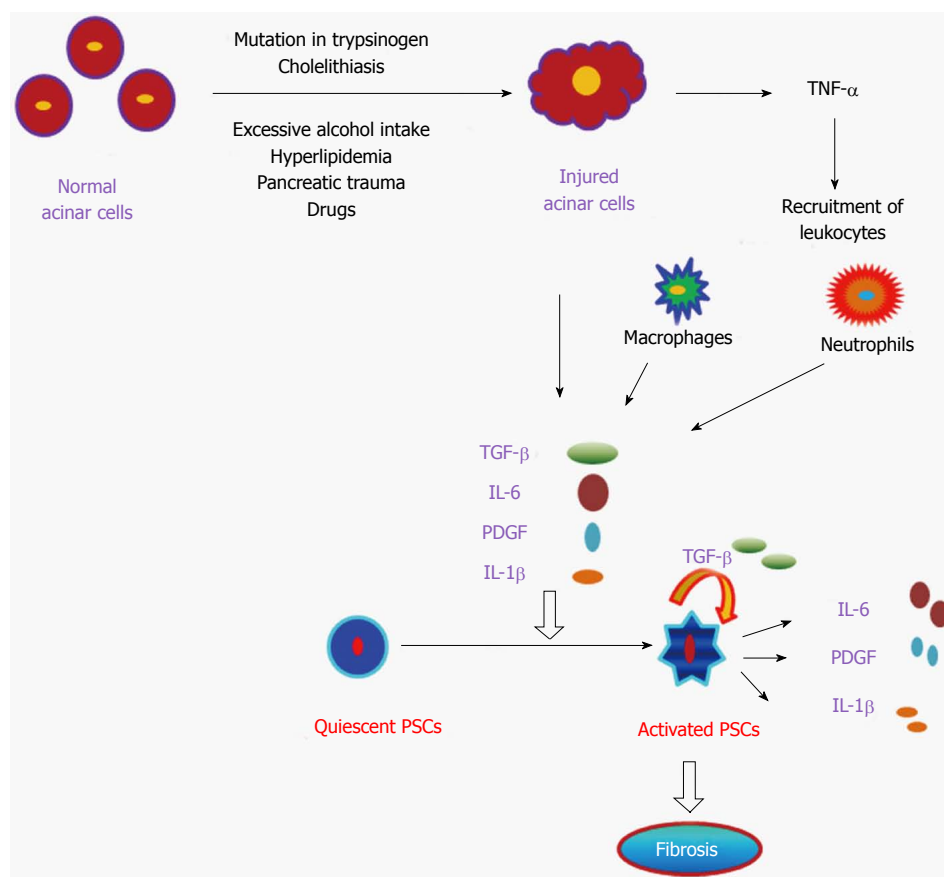 Mutation in trypsinogen
Cholelithiasis
TNF-α
Excessive alcohol intake
Hyperlipidemia
Pancreatic trauma
Drugs
Normal
acinar cells
Injured
acinar cells
Recruitment of
leukocytes
Macrophages
Neutrophils
TGF-β
IL-6
PDGF
IL-1β
TGF-β
IL-6
PDGF
IL-1β
Quiescent PSCs
Activated PSCs
Fibrosis